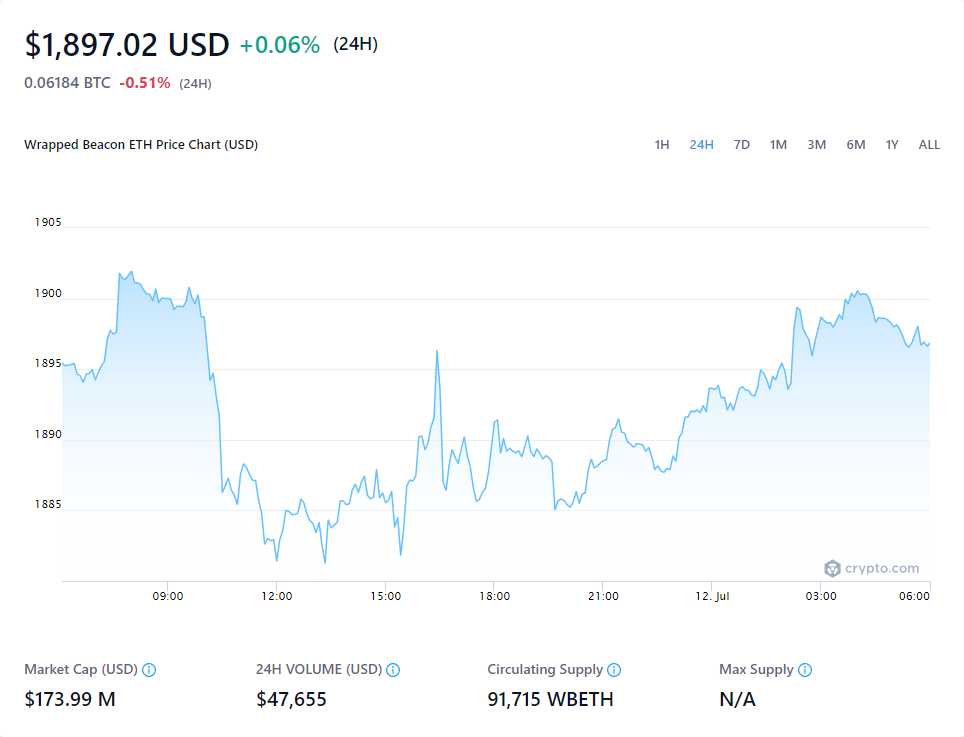 $1,897.02 USD +0.06% (24H)
0.06184 BTC -0.51% (24H)
Wrapped Beacon ETH Price Chart (USD) 1H 24H 7D 1M 3M 6M 1Y ALL
1905
1900
1895
1890
1885
crypto.com
09:00 12:00 15:00 18:00 21:00 12. Jul 03:00 06:00
Market Cap (USD) 24H VOLUME (USD) Circulating Supply Max Supply
$173.99 M $47,655 91,715 WBETH N/A